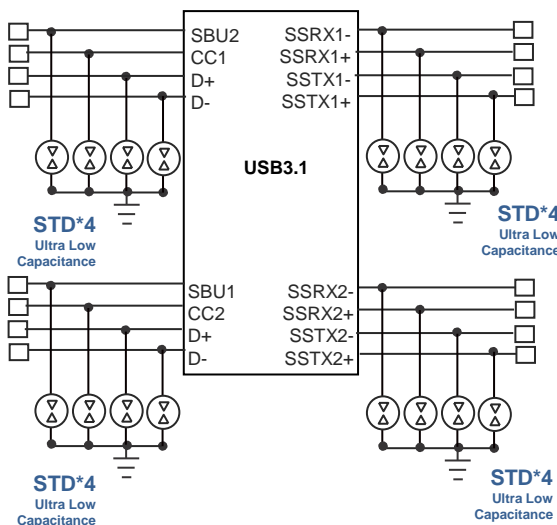 SBU2
CC1
D+
D-
SSRX1-
SSRX1+
SSTX1-
SSTX1+
USB3.1
STD*4
Ultra Low
Capacitance
STD*4
Ultra Low
Capacitance
SBU1
CC2
D+
D-
SSRX2-
SSRX2+
SSTX2-
SSTX2+
STD*4
Ultra Low
Capacitance
STD*4
Ultra Low
Capacitance